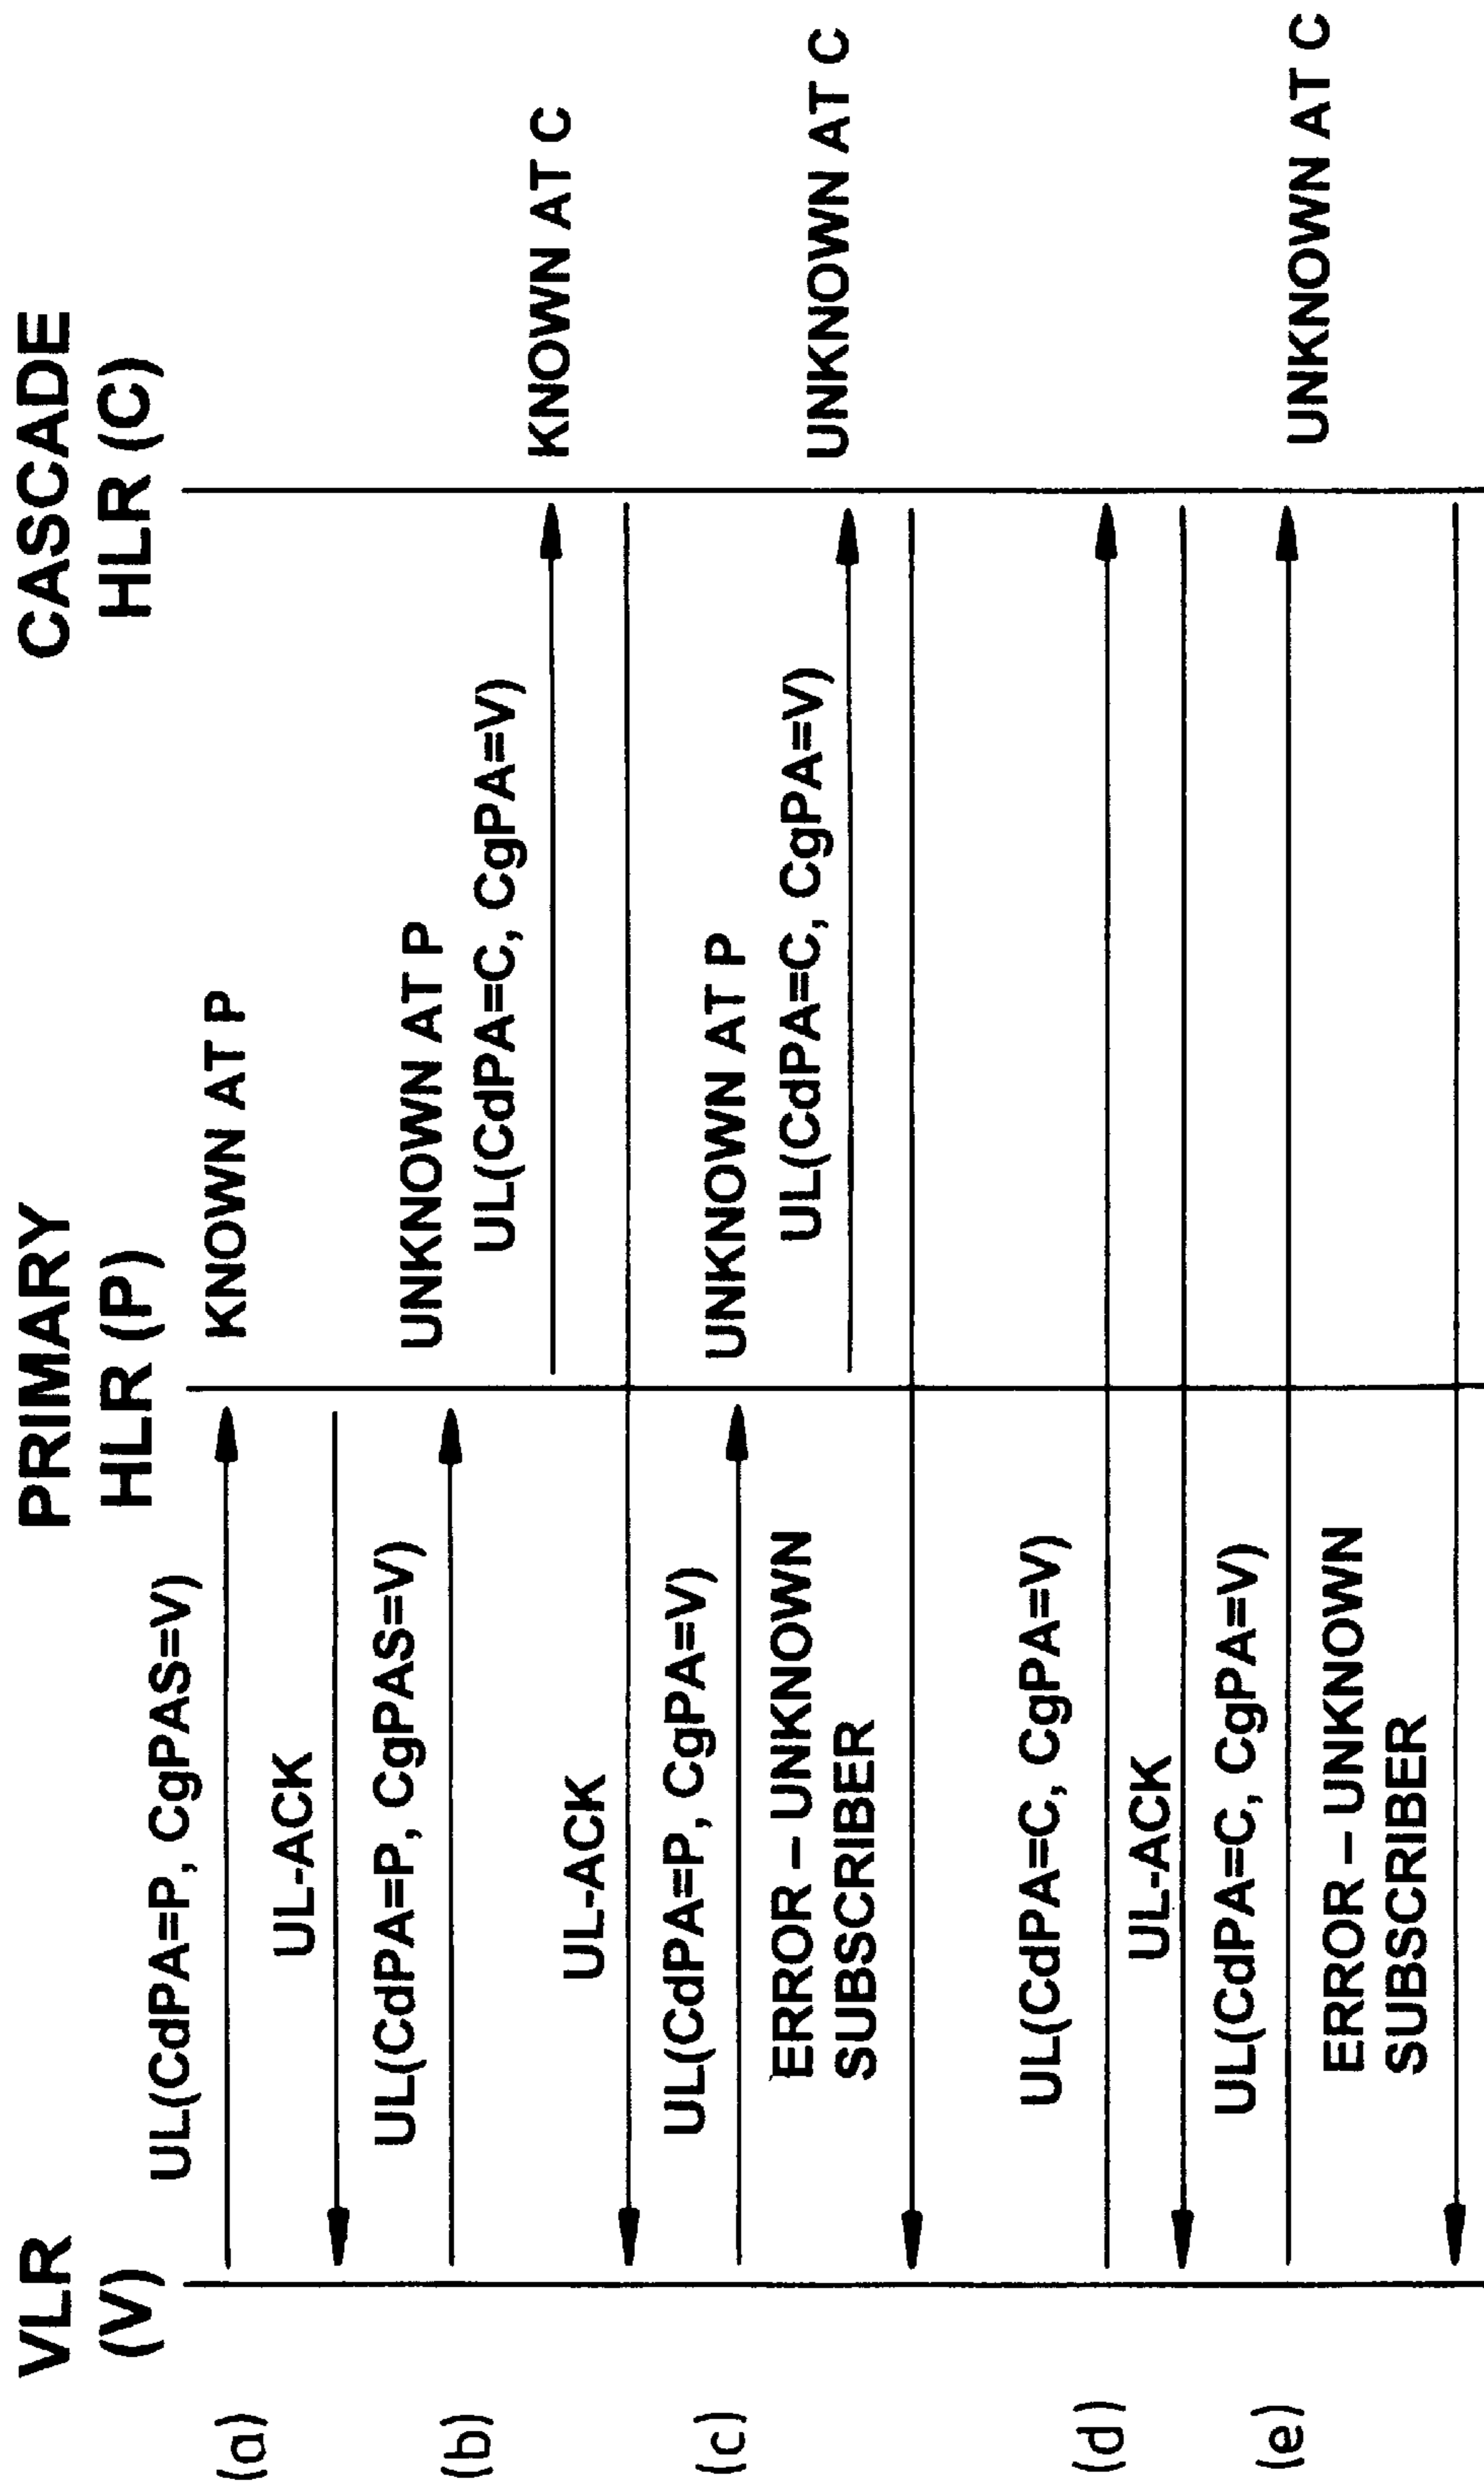 VLR
(V)
PRIMARY
HLR (P)
CASCADE
HLR (C)
(a)
UL(CdPA=P, CgPAS=V)
KNOWN AT P
UL-ACK
(b)
UL(CdPA=P, CgPAS=V)
UNKNOWN AT P
UL(CdPA=C, CgPA=V)
KNOWN AT C
UL-ACK
(c)
UL(CdPA=P, CgPA=V)
UNKNOWN AT P
UL(CdPA=C, CgPA=V)
UNKNOWN AT C
ERROR – UNKNOWN
SUBSCRIBER
(d)
UL(CdPA=C, CgPA=V)
UL-ACK
(e)
UL(CdPA=C, CgPA=V)
UNKNOWN AT C
ERROR – UNKNOWN
SUBSCRIBER